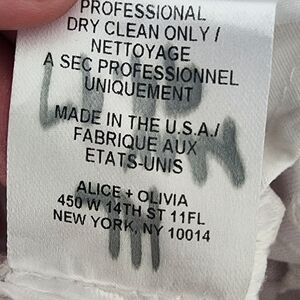 PROFESSIONAL
DRY CLEAN ONLY /
NETTOYAGE
A SEC PROFESSIONNEL
UNIQUEMENT
MADE IN THE U.S.A./
FABRIQUE AUX
ETATS-UNIS
ALICE + OLIVIA
450 W 14TH ST 11FL
NEW YORK, NY 10014